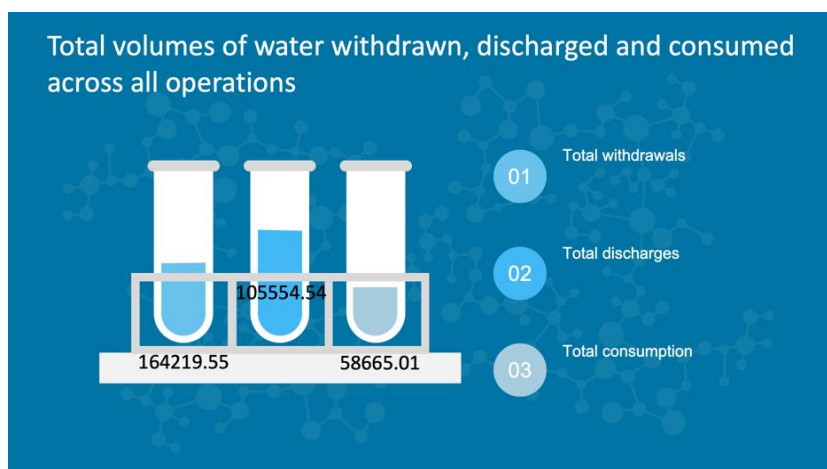 Total volumes of water withdrawn, discharged and consumed
across all operations
01
Total withdrawals
02
Total discharges
03
Total consumption
105554.54
164219.55
58665.01